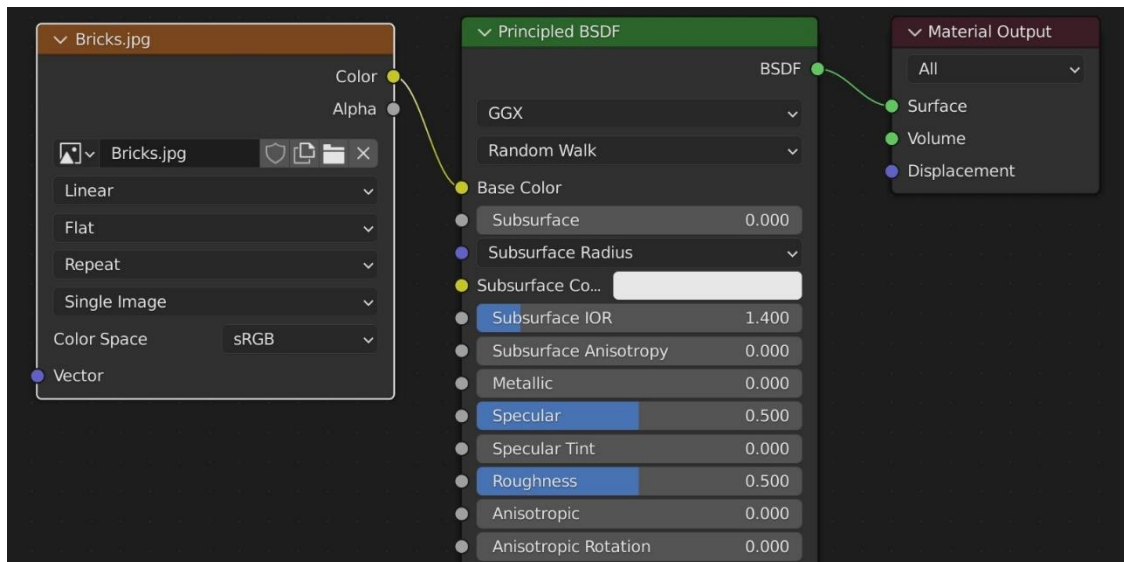 Bricks.jpg
Color
Alpha
Bricks.jpg
Linear
Flat
Repeat
Single Image
Color Space sRGB
Vector
Principled BSDF
BSDF
GGX
Random Walk
Base Color
Subsurface 0.000
Subsurface Radius
Subsurface Co...
Subsurface IOR 1.400
Subsurface Anisotropy 0.000
Metallic 0.000
Specular 0.500
Specular Tint 0.000
Roughness 0.500
Anisotropic 0.000
Anisotropic Rotation 0.000
Material Output
All
Surface
Volume
Displacement